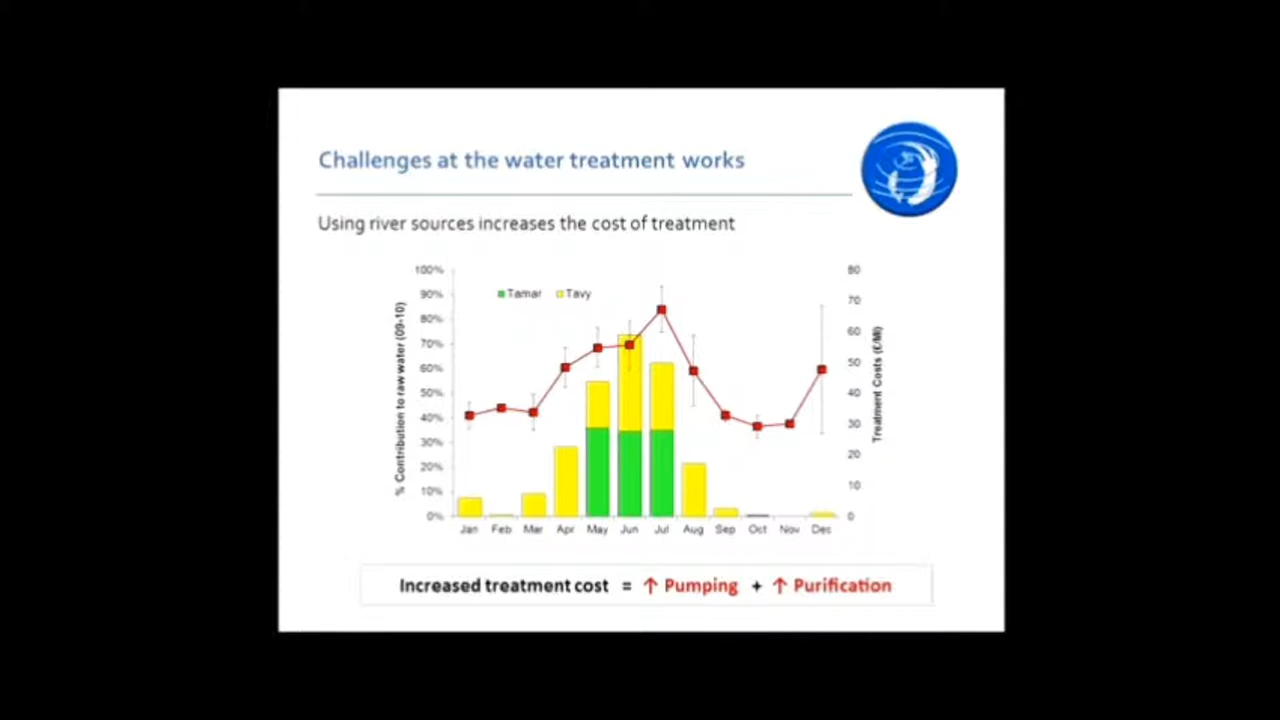 Challenges at the water treatment works
Using river sources increases the cost of treatment
100%
90%
80%
70%
60%
50%
40%
30%
20%
10%
0%
% Contribution to raw water (09-10)
Tamar Tavy
80
70
60
50
40
30
20
10
0
Treatment Costs (£/Ml)
Jan Feb Mar Apr May Jun Jul Aug Sep Oct Nov Dec
Increased treatment cost = ↑ Pumping + ↑ Purification